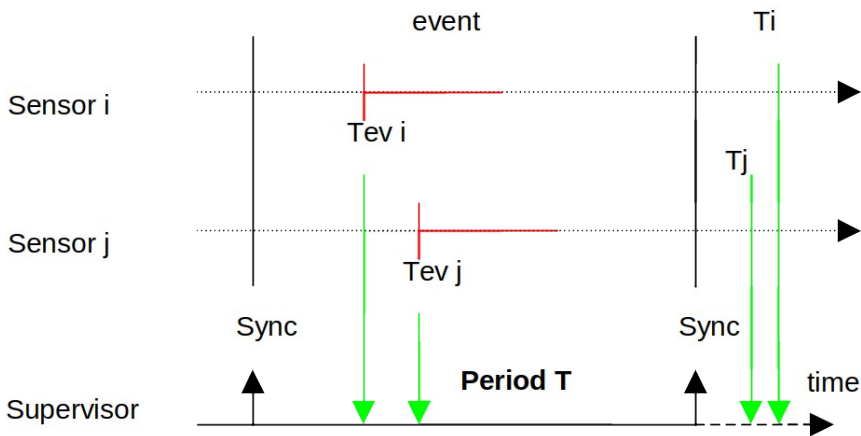 event
Ti
Sensor i
Tev i
Tj
Sensor j
Tev j
Sync
Sync
Period T
time
Supervisor